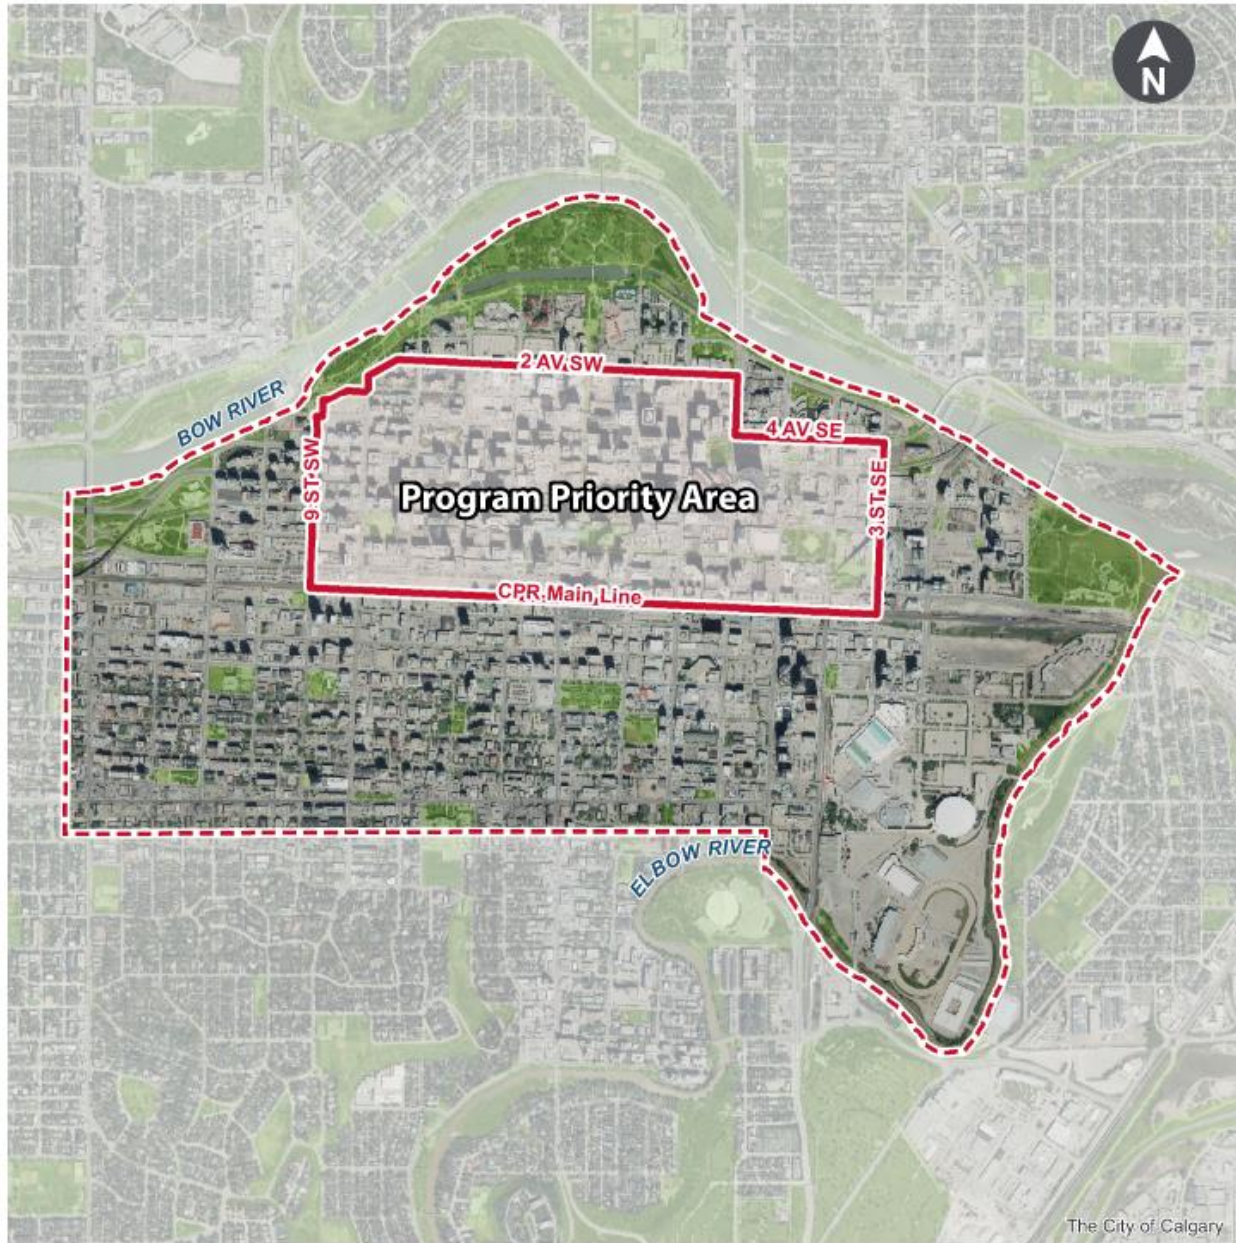 N
2 AV SW
BOW RIVER
4 AV SE
9 ST SW
Program Priority Area
3 ST SE
CPR Main Line
ELBOW RIVER
The City of Calgary